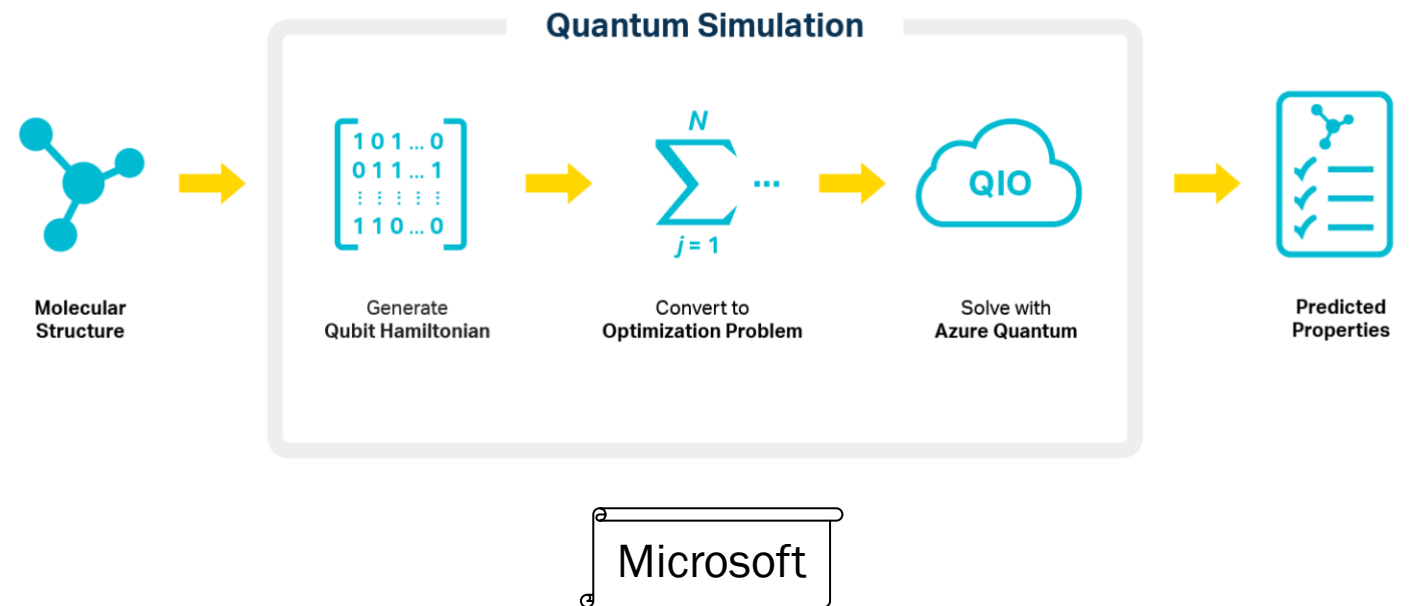 Quantum Simulation
1 0 1 ... 0
0 1 1 ... 1
⋮ ⋮ ⋮ ⋮ ⋮
1 1 0 ... 0
N
∑ ...
j = 1
QIO
Molecular
Structure
Generate
Qubit Hamiltonian
Convert to
Optimization Problem
Solve with
Azure Quantum
Predicted
Properties
Microsoft